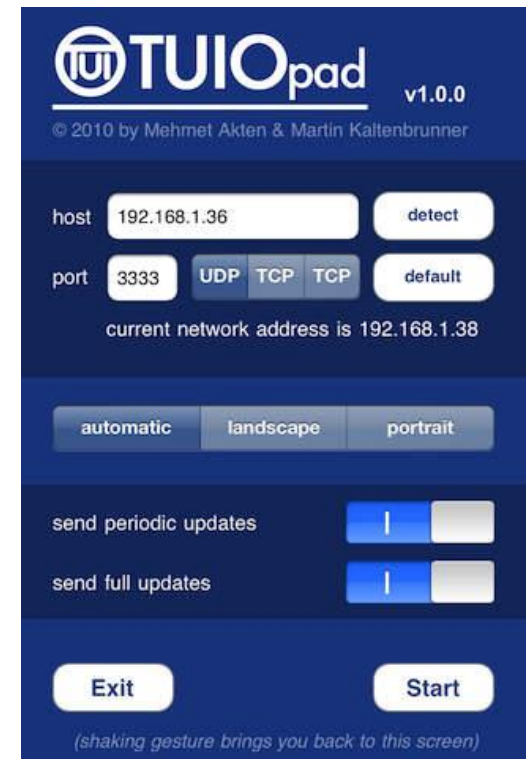 TUI TUIOpad v1.0.0
© 2010 by Mehmet Akten & Martin Kaltenbrunner
host 192.168.1.36 detect
port 3333 UDP TCP TCP default
current network address is 192.168.1.38
automatic landscape portrait
send periodic updates
send full updates
Exit Start
(shaking gesture brings you back to this screen)